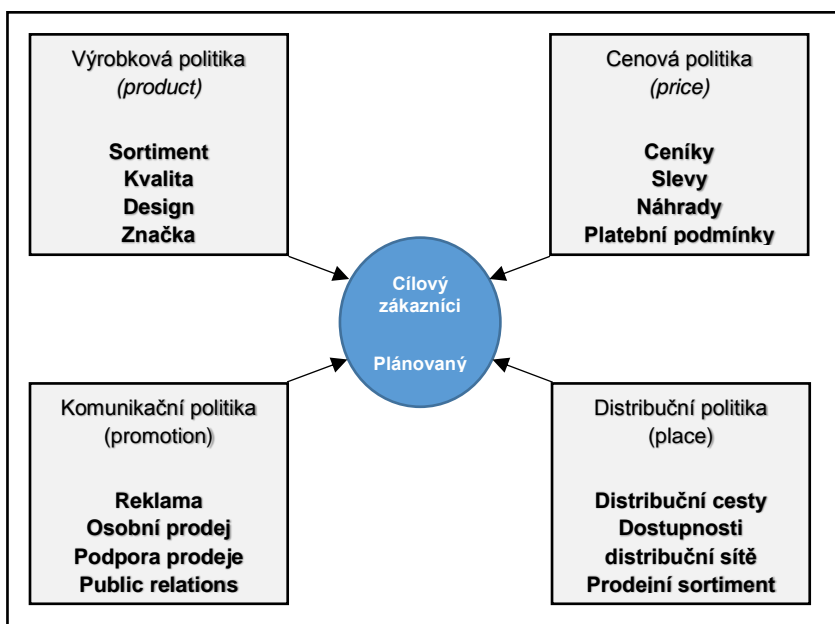 Výrobková politika
(product)
Sortiment
Kvalita
Design
Značka
Cenová politika
(price)
Ceníky
Slevy
Náhrady
Platební podmínky
Cílový
zákazníci
Plánovaný
Komunikační politika
(promotion)
Reklama
Osobní prodej
Podpora prodeje
Public relations
Distribuční politika
(place)
Distribuční cesty
Dostupnosti
distribuční sítě
Prodejní sortiment